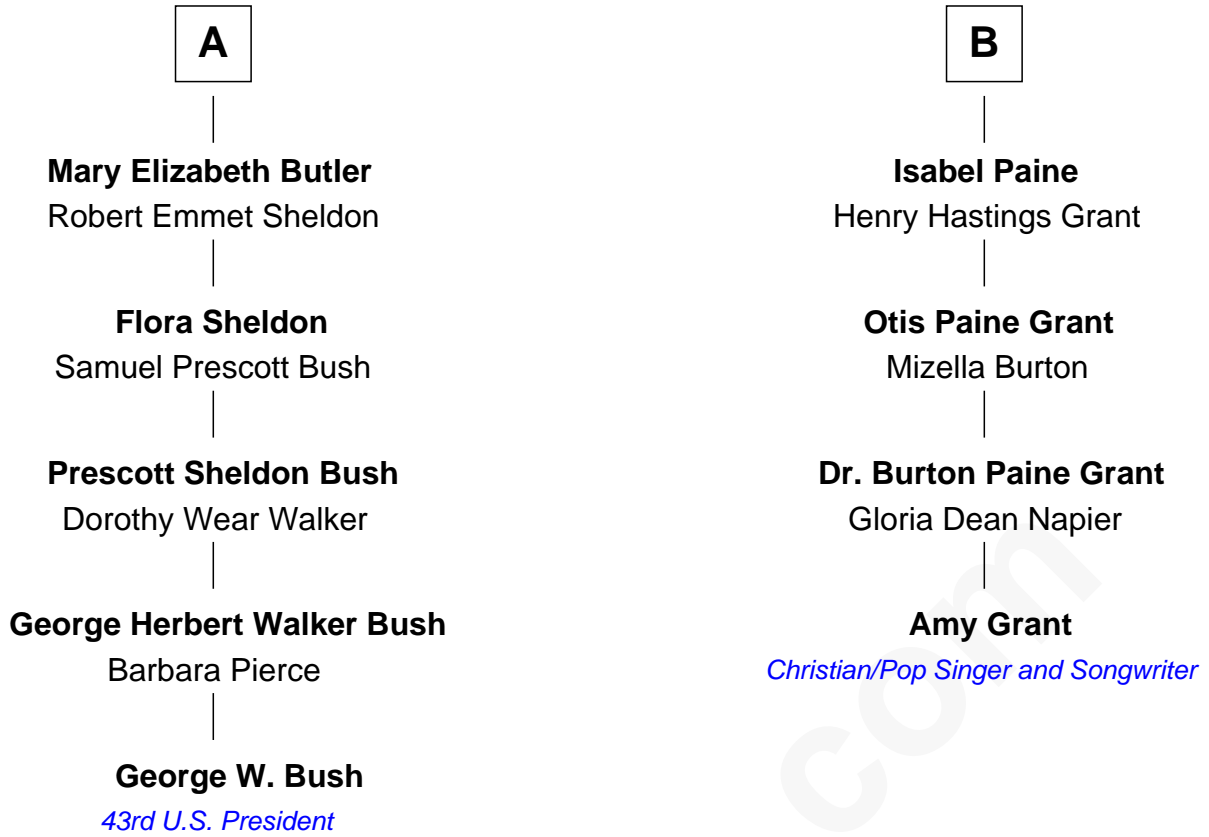 A
Mary Elizabeth Butler
Robert Emmet Sheldon
Flora Sheldon
Samuel Prescott Bush
Prescott Sheldon Bush
Dorothy Wear Walker
George Herbert Walker Bush
Barbara Pierce
George W. Bush
43rd U.S. President
B
Isabel Paine
Henry Hastings Grant
Otis Paine Grant
Mizella Burton
Dr. Burton Paine Grant
Gloria Dean Napier
Amy Grant
Christian/Pop Singer and Songwriter
com